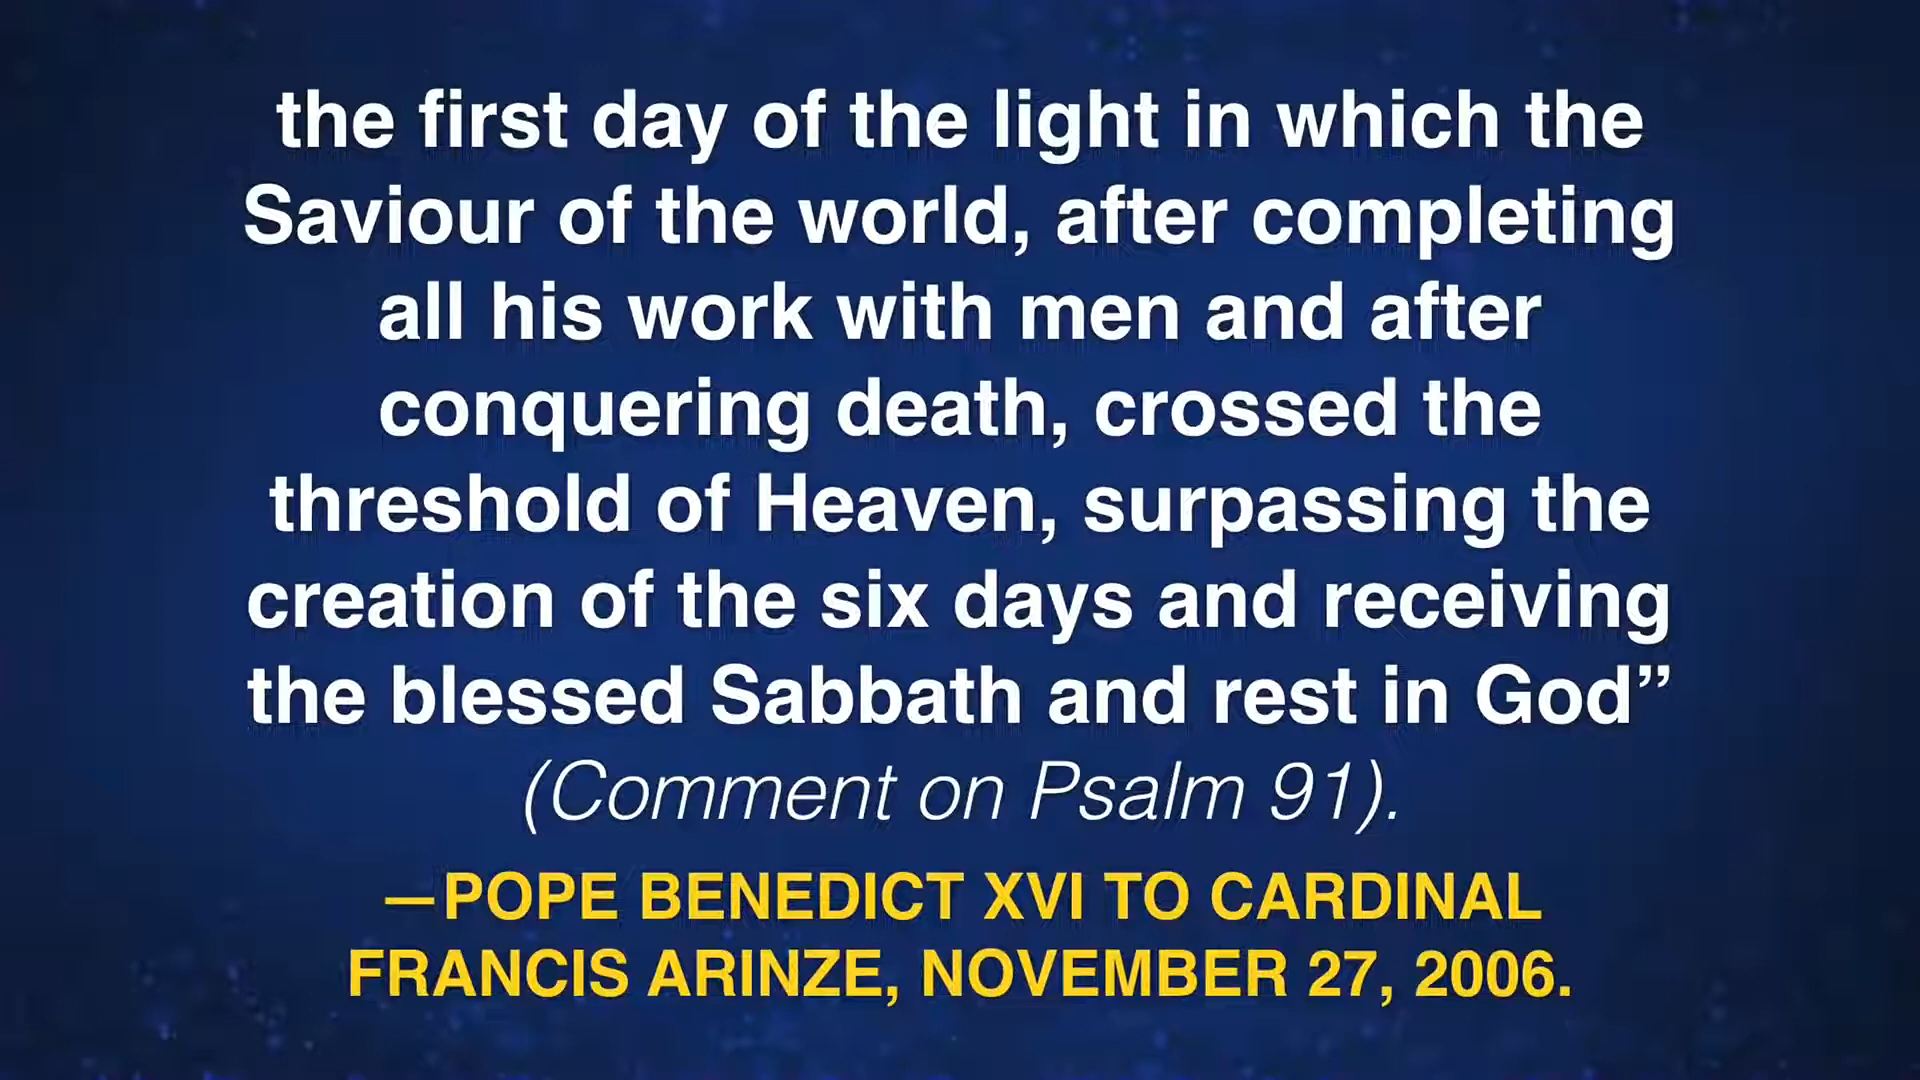 the first day of the light in which the
Saviour of the world, after completing
all his work with men and after
conquering death, crossed the
threshold of Heaven, surpassing the
creation of the six days and receiving
the blessed Sabbath and rest in God”
(Comment on Psalm 91).
—POPE BENEDICT XVI TO CARDINAL
FRANCIS ARINZE, NOVEMBER 27, 2006.